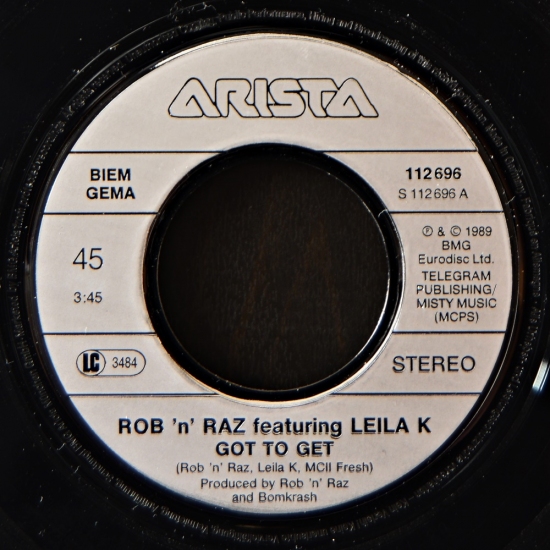 ARISTA
BIEM
GEMA
112 696
S 112 696 A
45
3:45
℗ & © 1989
BMG
Eurodisc Ltd.
TELEGRAM
PUBLISHING/
MISTY MUSIC
(MCPS)
LC 3484
STEREO
ROB 'n' RAZ featuring LEILA K
GOT TO GET
(Rob 'n' Raz, Leila K, MCII Fresh)
Produced by Rob 'n' Raz
and Bomkrash